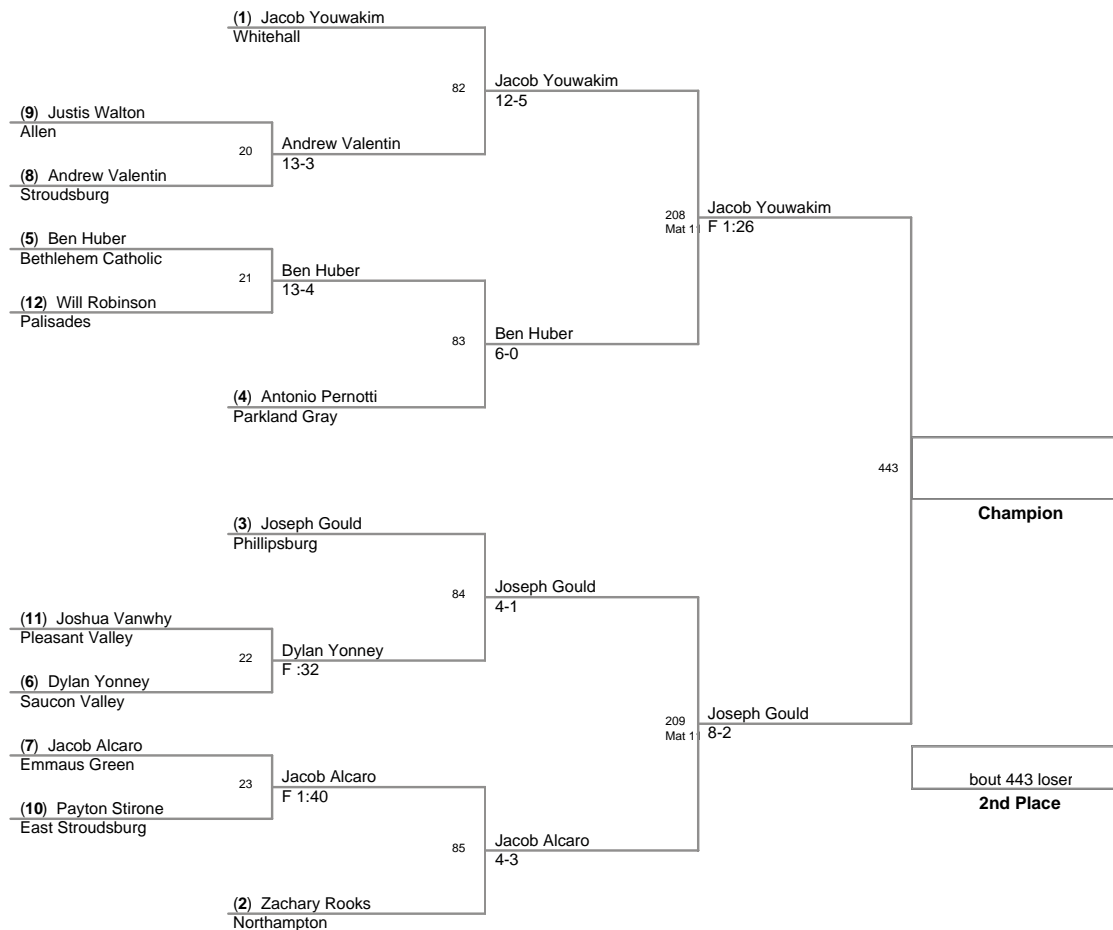 (1) Jacob Youwakim
Whitehall
82
Jacob Youwakim
12-5
(9) Justis Walton
Allen
20
Andrew Valentin
13-3
(8) Andrew Valentin
Stroudsburg
208
Mat 11
Jacob Youwakim
F 1:26
(5) Ben Huber
Bethlehem Catholic
21
Ben Huber
13-4
(12) Will Robinson
Palisades
83
Ben Huber
6-0
(4) Antonio Pernotti
Parkland Gray
443
Champion
(3) Joseph Gould
Phillipsburg
84
Joseph Gould
4-1
(11) Joshua Vanwhy
Pleasant Valley
22
Dylan Yonney
F :32
(6) Dylan Yonney
Saucon Valley
209
Mat 11
Joseph Gould
8-2
(7) Jacob Alcaro
Emmaus Green
23
Jacob Alcaro
F 1:40
(10) Payton Stirone
East Stroudsburg
bout 443 loser
2nd Place
85
Jacob Alcaro
4-3
(2) Zachary Rooks
Northampton